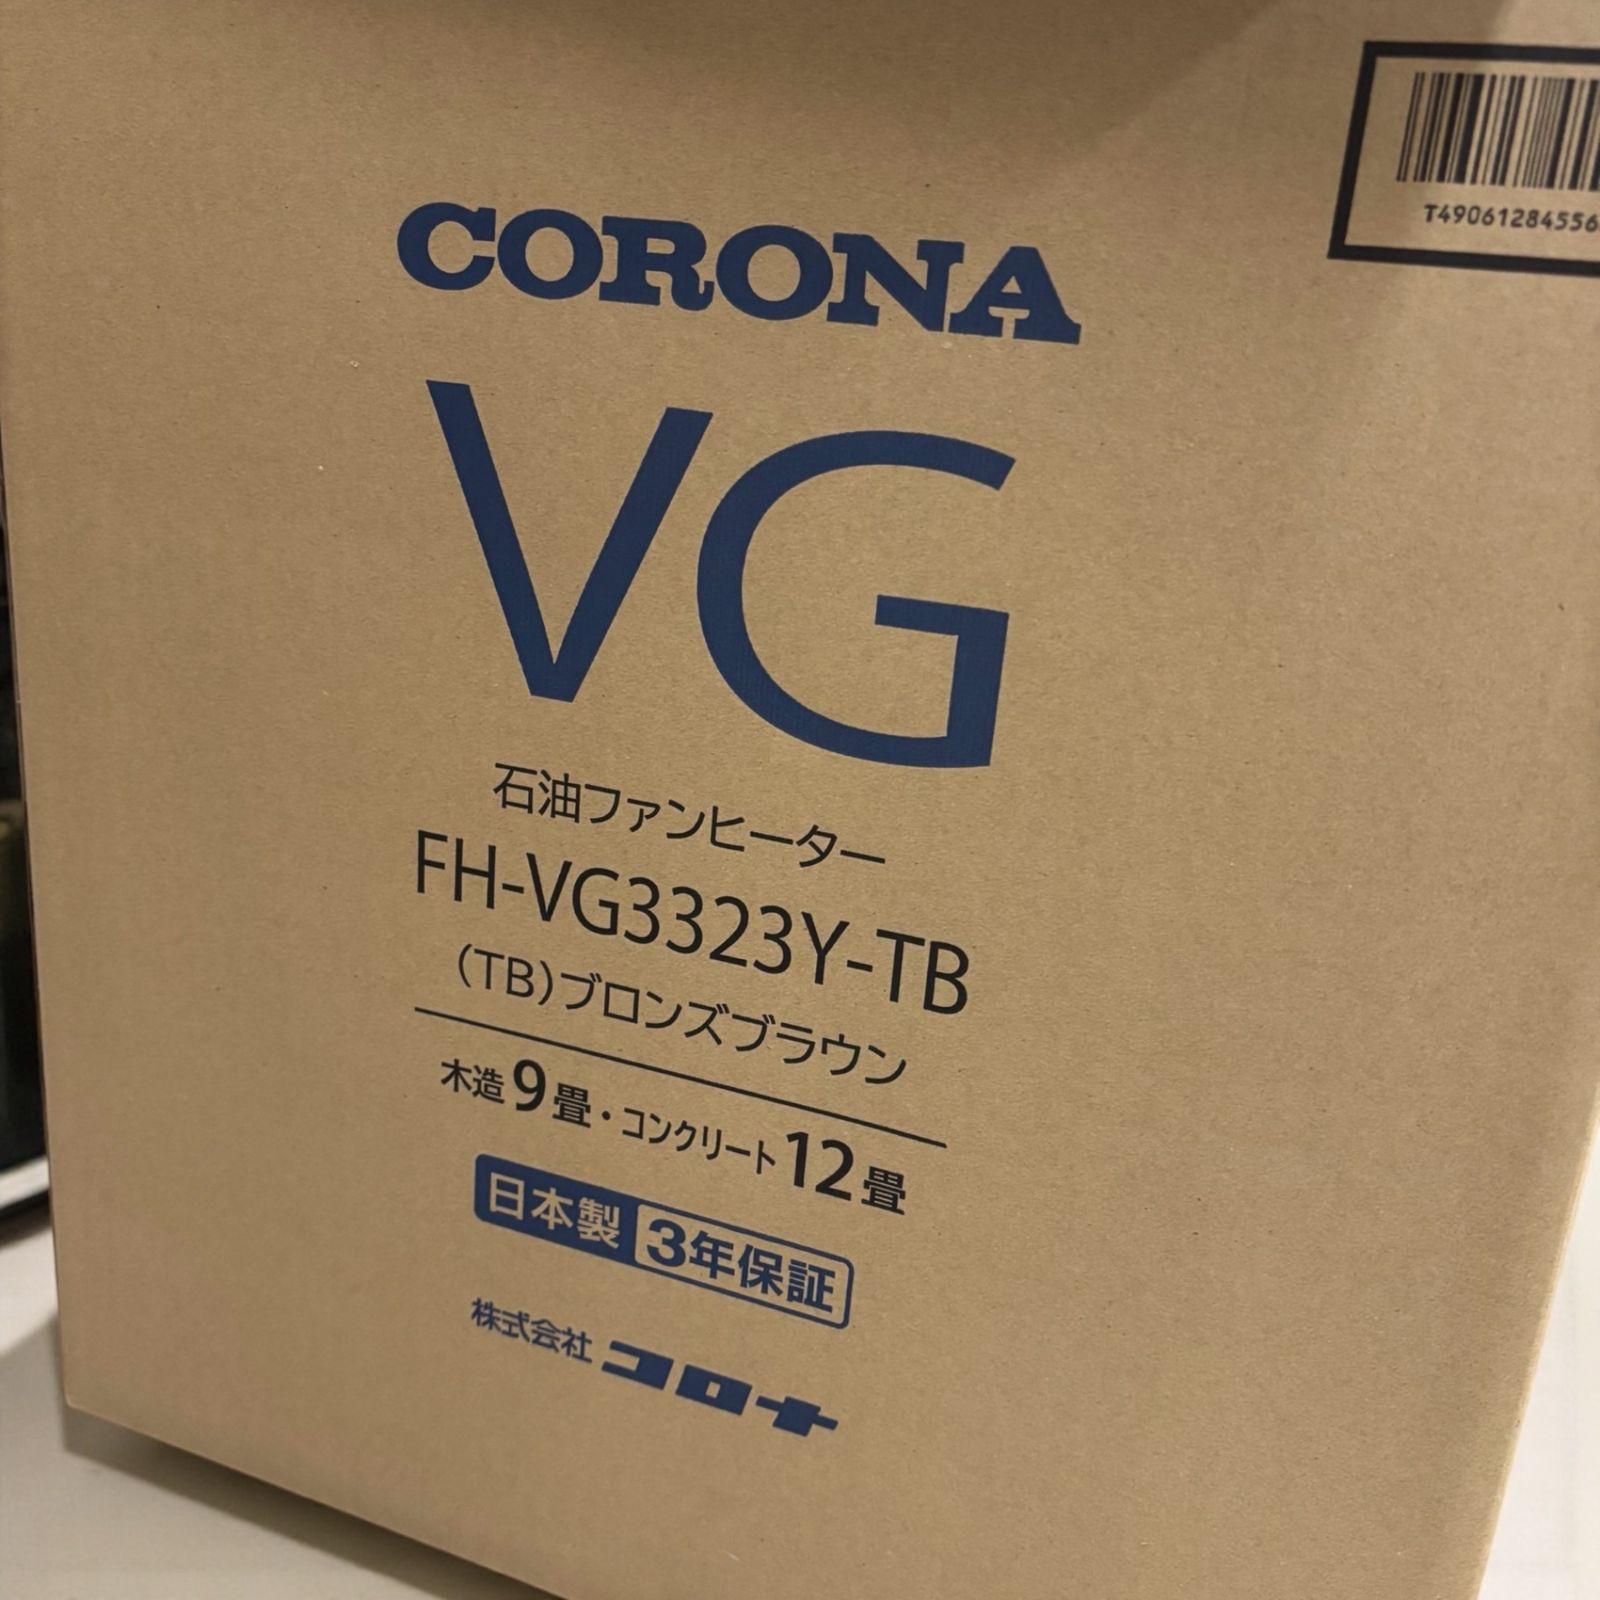 CORONA
T49061284556
VG
石油ファンヒーター
FH-VG3323Y-TB
(TB)ブロンズブラウン
木造9畳・コンクリート12畳
日本製 3年保証
株式会社 コロナ